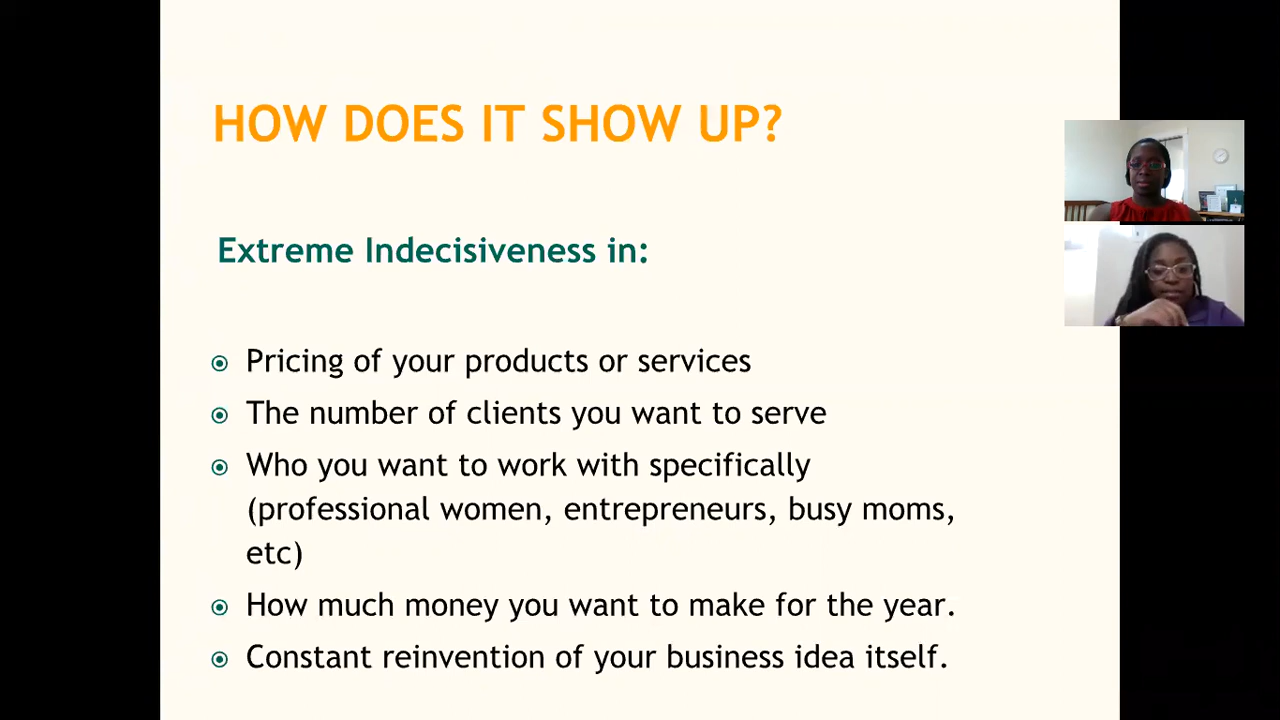 HOW DOES IT SHOW UP?
Extreme Indecisiveness in:
Pricing of your products or services
The number of clients you want to serve
Who you want to work with specifically
(professional women, entrepreneurs, busy moms,
etc)
How much money you want to make for the year.
Constant reinvention of your business idea itself.